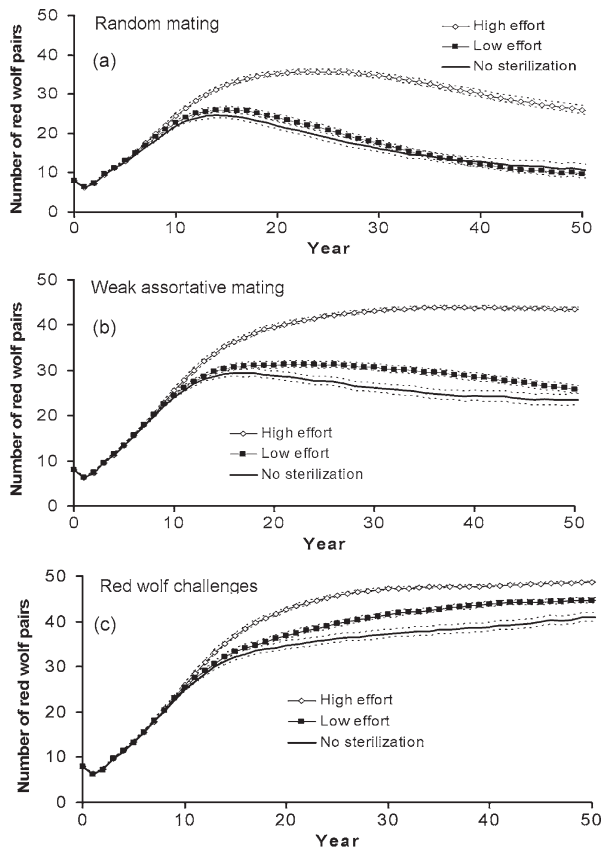 Random mating
(a)
High effort
Low effort
No sterilization
Number of red wolf pairs
50
40
30
20
10
0
0 10 20 30 40 50
Year
Weak assortative mating
(b)
Number of red wolf pairs
50
40
30
20
10
0
High effort
Low effort
No sterilization
0 10 20 30 40 50
Year
Red wolf challenges
(c)
Number of red wolf pairs
50
40
30
20
10
0
High effort
Low effort
No sterilization
0 10 20 30 40 50
Year